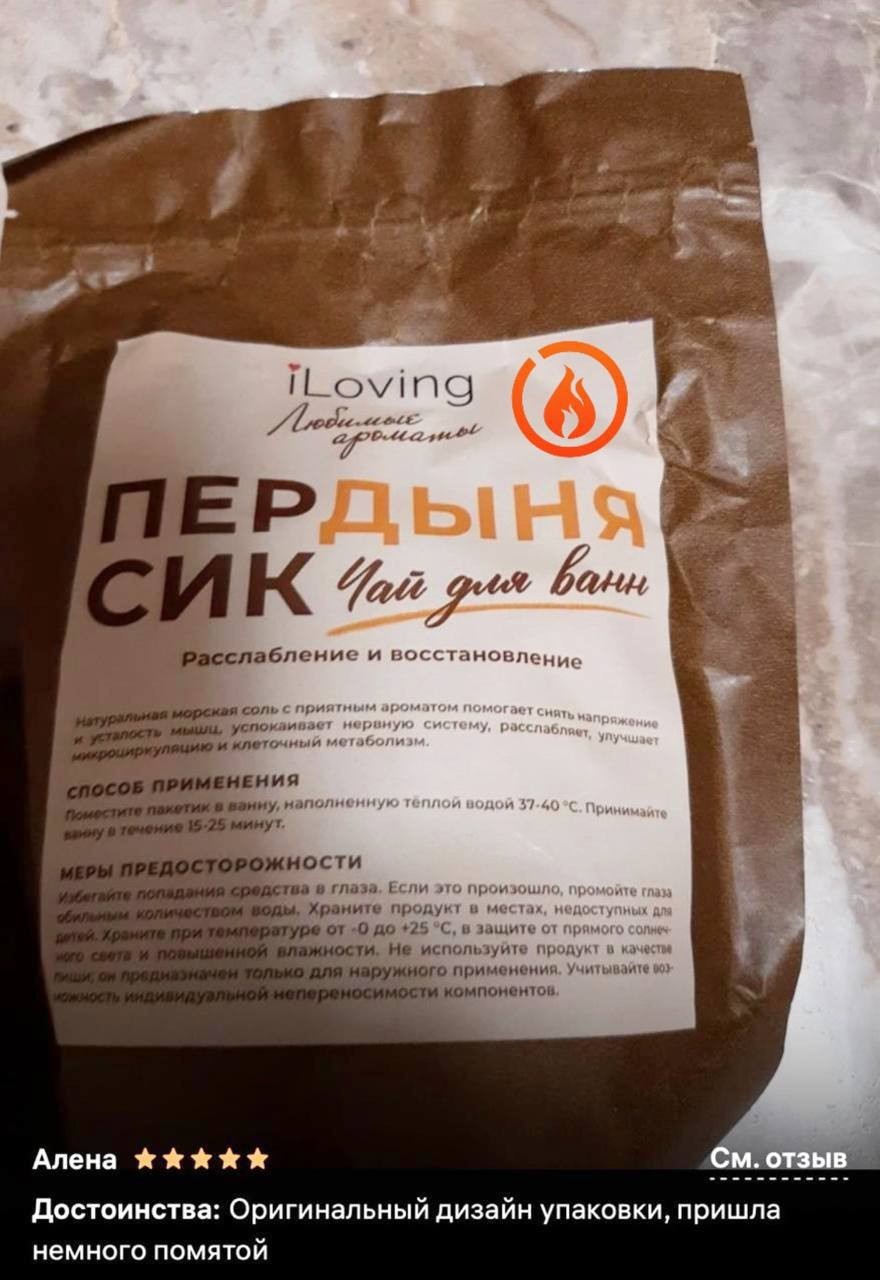 iLoving
Любимые
ароматы
ПЕРДЫНЯ
СИК Чай для ванн
Расслабление и восстановление
Натуральная морская соль с приятным ароматом помогает снять напряжение
и усталость мышц, успокаивает нервную систему, расслабляет, улучшает
микроциркуляцию и клеточный метаболизм.
СПОСОБ ПРИМЕНЕНИЯ
Поместите пакетик в ванну, наполненную тёплой водой 37-40 °C. Принимайте
ванну в течение 15-25 минут.
МЕРЫ ПРЕДОСТОРОЖНОСТИ
Избегайте попадания средства в глаза. Если это произошло, промойте глаза
обильным количеством воды. Храните продукт в местах, недоступных для
детей. Храните при температуре от -0 до +25 °C, в защите от прямого солнеч-
ного света и повышенной влажности. Не используйте продукт в качестве
пищи; он предназначен только для наружного применения. Учитывайте воз-
можность индивидуальной непереносимости компонентов.
Алена
См. отзыв
Достоинства: Оригинальный дизайн упаковки, пришла
немного помятой